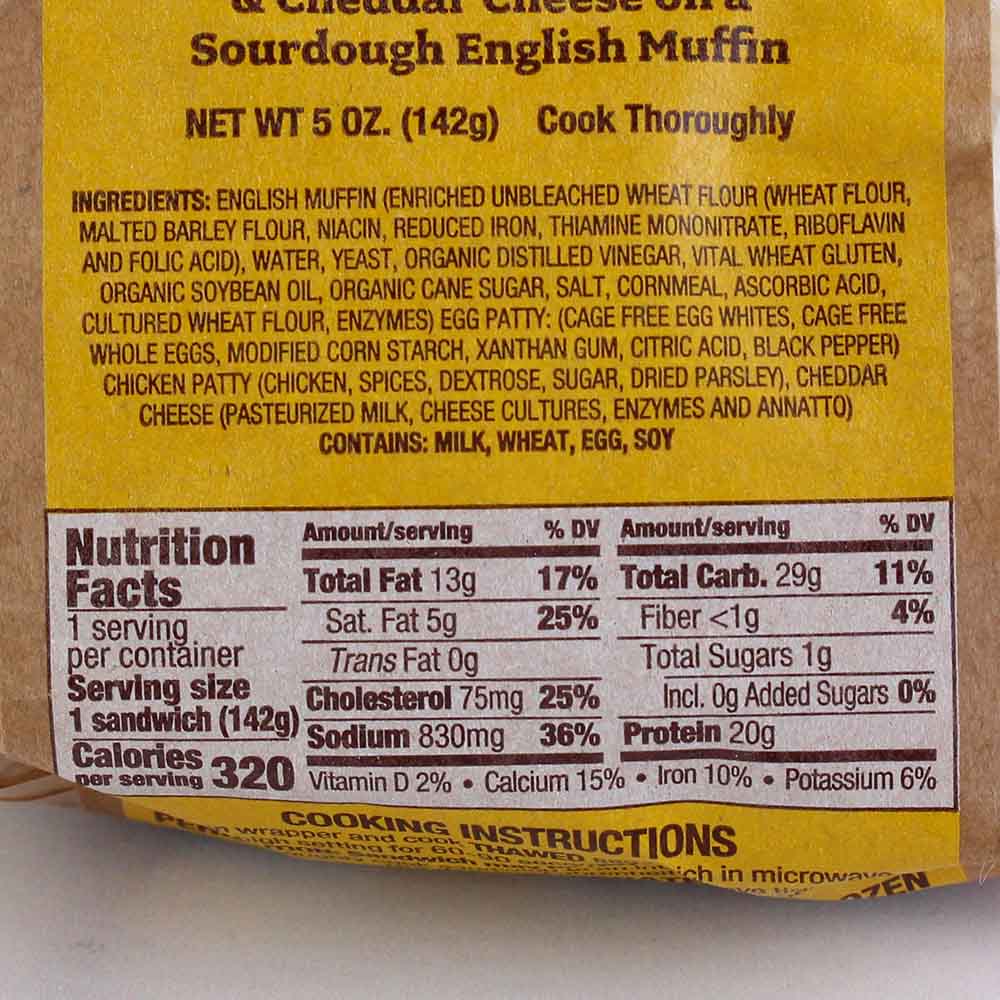 & Cheddar Cheese on a
Sourdough English Muffin
NET WT 5 OZ. (142g) Cook Thoroughly
INGREDIENTS: ENGLISH MUFFIN (ENRICHED UNBLEACHED WHEAT FLOUR (WHEAT FLOUR,
MALTED BARLEY FLOUR, NIACIN, REDUCED IRON, THIAMINE MONONITRATE, RIBOFLAVIN
AND FOLIC ACID), WATER, YEAST, ORGANIC DISTILLED VINEGAR, VITAL WHEAT GLUTEN,
ORGANIC SOYBEAN OIL, ORGANIC CANE SUGAR, SALT, CORNMEAL, ASCORBIC ACID,
CULTURED WHEAT FLOUR, ENZYMES) EGG PATTY: (CAGE FREE EGG WHITES, CAGE FREE
WHOLE EGGS, MODIFIED CORN STARCH, XANTHAN GUM, CITRIC ACID, BLACK PEPPER)
CHICKEN PATTY (CHICKEN, SPICES, DEXTROSE, SUGAR, DRIED PARSLEY), CHEDDAR
CHEESE (PASTEURIZED MILK, CHEESE CULTURES, ENZYMES AND ANNATTO)
CONTAINS: MILK, WHEAT, EGG, SOY
Nutrition
Facts
1 serving
per container
Serving size
1 sandwich (142g)
Calories
per serving 320
Amount/serving % DV
Total Fat 13g 17%
Sat. Fat 5g 25%
Trans Fat 0g
Cholesterol 75mg 25%
Sodium 830mg 36%
Amount/serving % DV
Total Carb. 29g 11%
Fiber <1g 4%
Total Sugars 1g
Incl. 0g Added Sugars 0%
Protein 20g
Vitamin D 2% • Calcium 15% • Iron 10% • Potassium 6%
COOKING INSTRUCTIONS
wrapper and cook
setting for THAWED
in microwave